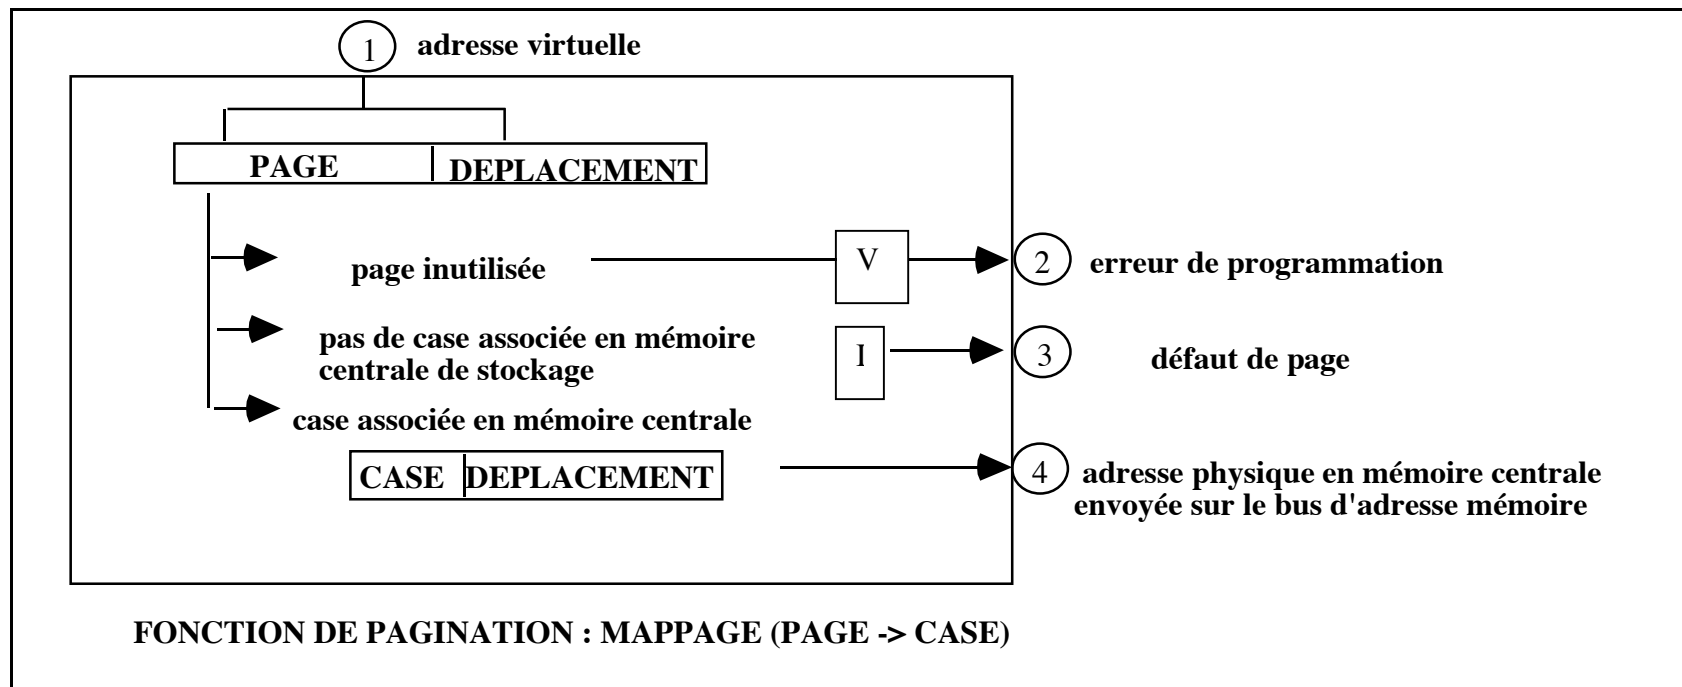 1 adresse virtuelle
PAGE DEPLACEMENT
page inutilisée V 2 erreur de programmation
pas de case associée en mémoire
centrale de stockage
I 3 défaut de page
case associée en mémoire centrale
CASE DEPLACEMENT 4 adresse physique en mémoire centrale
envoyée sur le bus d'adresse mémoire
FONCTION DE PAGINATION : MAPPAGE (PAGE -> CASE)